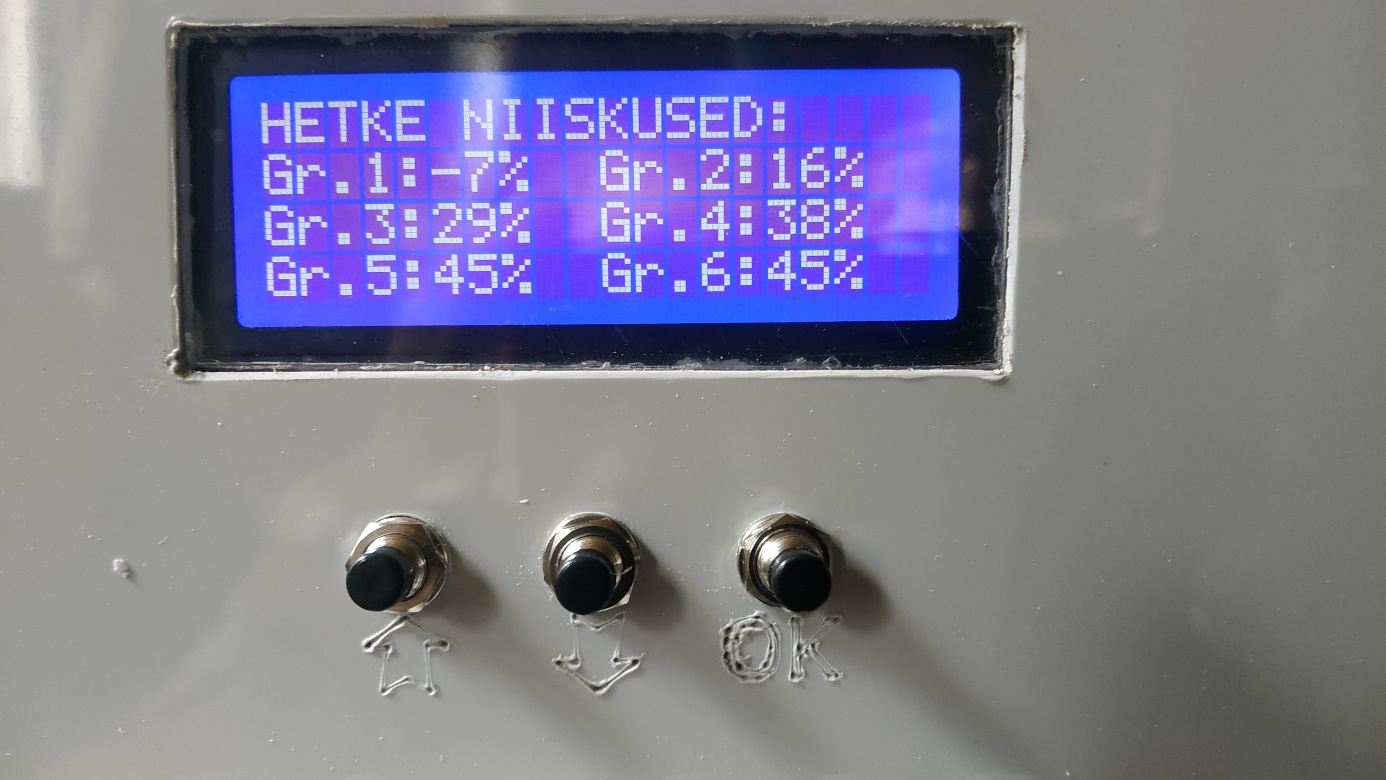 HETKE NIISKUSED:
Gr.1:-7% Gr.2:16%
Gr.3:29% Gr.4:38%
Gr.5:45% Gr.6:45%
OK